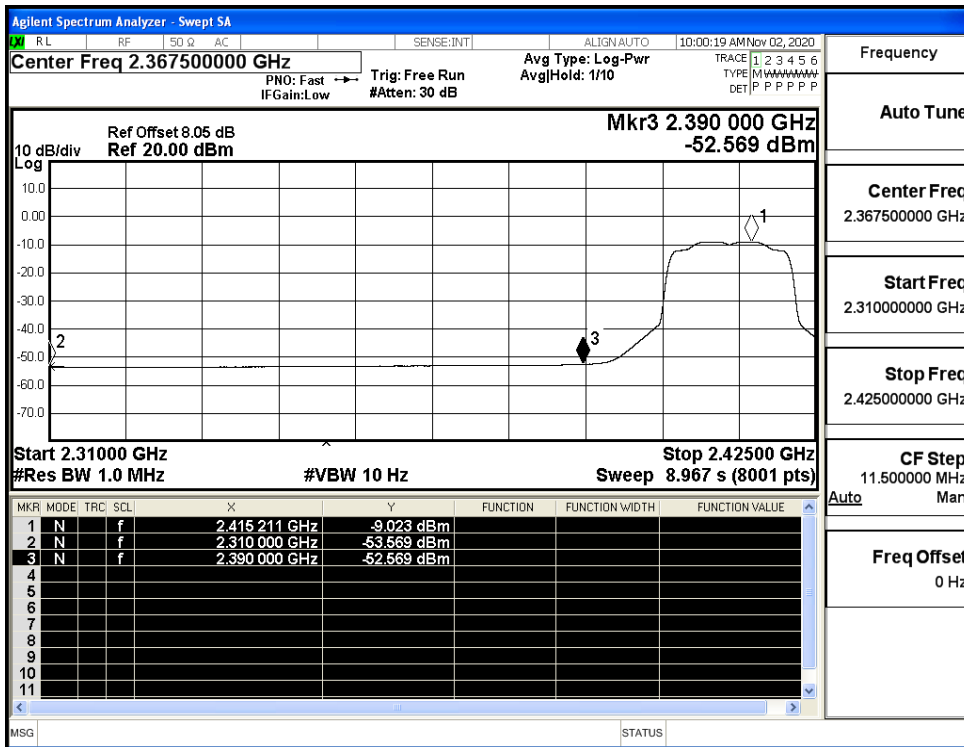 Agilent Spectrum Analyzer - Swept SA
LXI RL RF 50 Ω AC SENSE:INT ALIGN AUTO 10:00:19 AM Nov 02, 2020
Center Freq 2.367500000 GHz
PNO: Fast
IFGain:Low
Trig: Free Run
#Atten: 30 dB
Avg Type: Log-Pwr
Avg|Hold: 1/10
TRACE 1 2 3 4 5 6
TYPE M W W W W W
DET P P P P P P
Ref Offset 8.05 dB
10 dB/div Ref 20.00 dBm
Log
Mkr3 2.390 000 GHz
-52.569 dBm
10.0
0.00
-10.0
-20.0
-30.0
-40.0
-50.0
-60.0
-70.0
1
2
3
Start 2.31000 GHz Stop 2.42500 GHz
#Res BW 1.0 MHz #VBW 10 Hz Sweep 8.967 s (8001 pts)
MKR MODE TRC SCL X Y FUNCTION FUNCTION WIDTH FUNCTION VALUE
1 N f 2.415 211 GHz -9.023 dBm
2 N f 2.310 000 GHz -53.569 dBm
3 N f 2.390 000 GHz -52.569 dBm
4
5
6
7
8
9
10
11
MSG STATUS
Frequency
Auto Tune
Center Freq
2.367500000 GHz
Start Freq
2.310000000 GHz
Stop Freq
2.425000000 GHz
CF Step
11.500000 MHz
Auto Man
Freq Offset
0 Hz